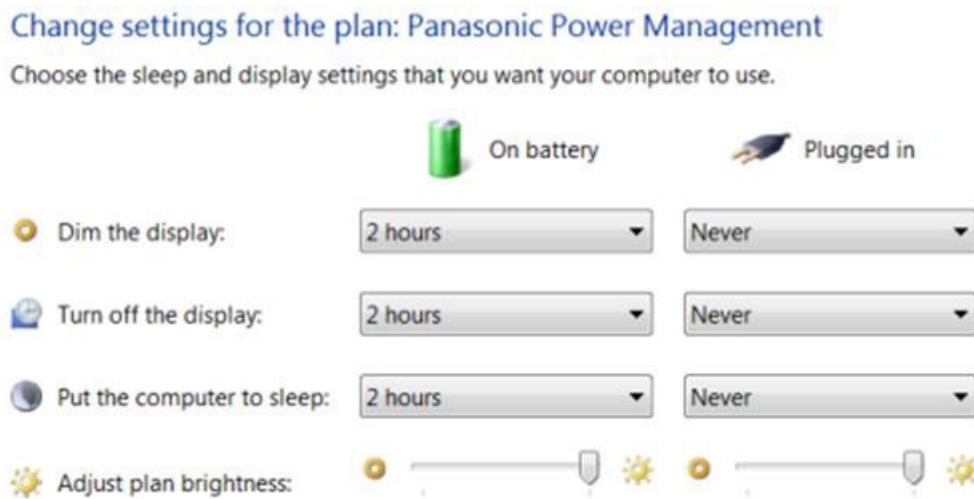 Change settings for the plan: Panasonic Power Management
Choose the sleep and display settings that you want your computer to use.
On battery Plugged in
Dim the display: 2 hours Never
Turn off the display: 2 hours Never
Put the computer to sleep: 2 hours Never
Adjust plan brightness: